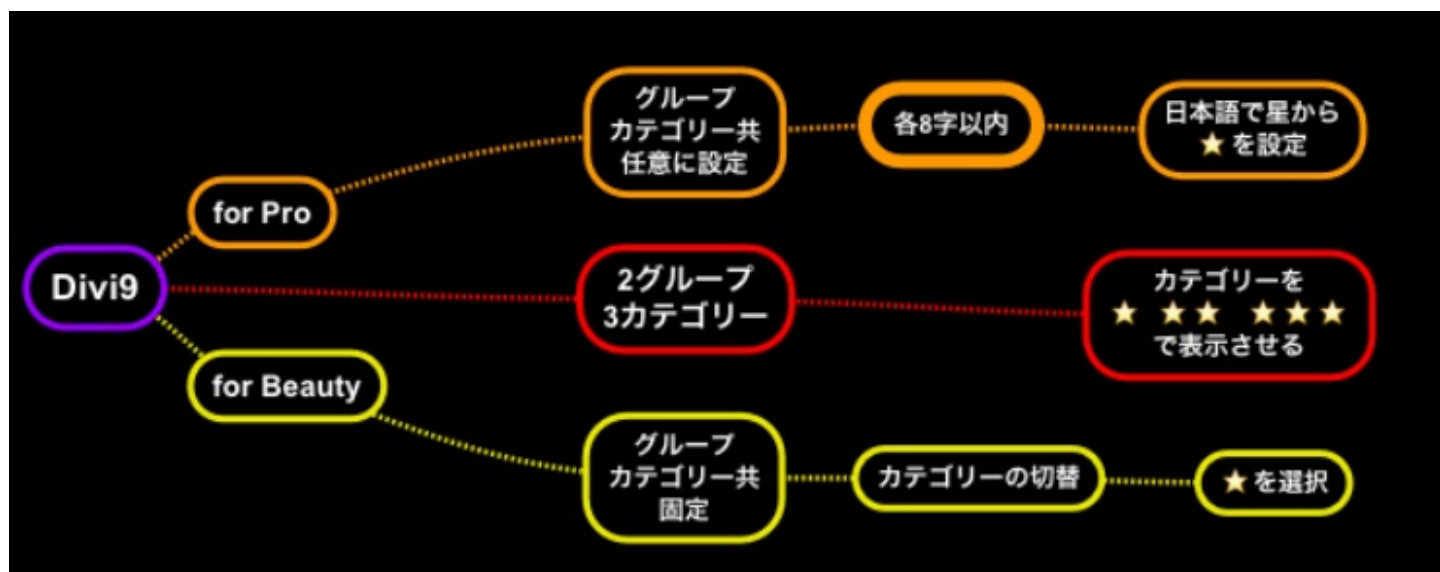 Divi9
for Pro
グループ
カテゴリー共
任意に設定
各8字以内
日本語で星から
⭐を設定
2グループ
3カテゴリー
カテゴリーを
⭐ ⭐⭐ ⭐⭐⭐
で表示させる
for Beauty
グループ
カテゴリー共
固定
カテゴリーの切替
⭐を選択